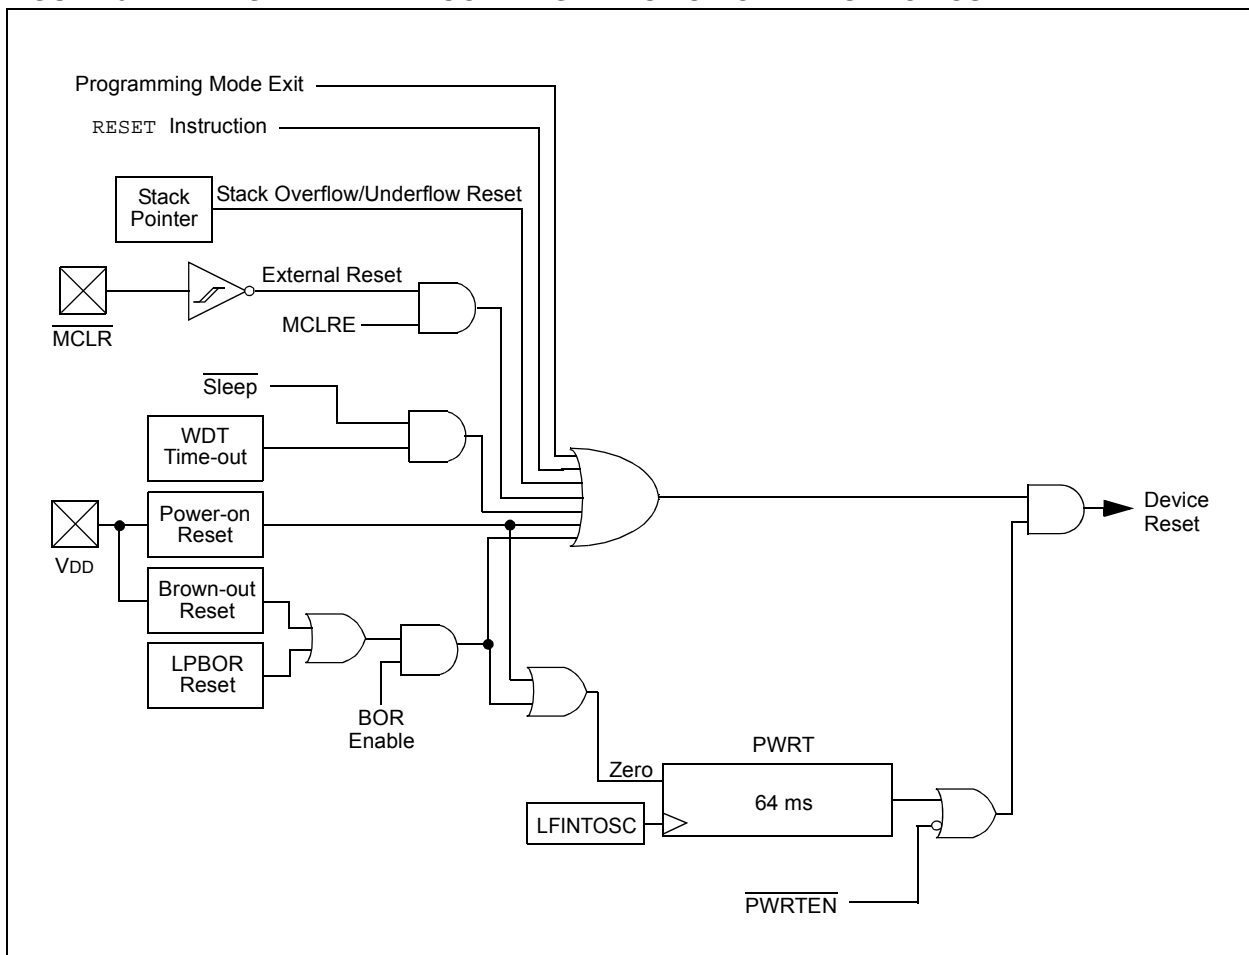 Programming Mode Exit
RESET Instruction
Stack
Pointer
Stack Overflow/Underflow Reset
External Reset
MCLRE
MCLR
Sleep
WDT
Time-out
Power-on
Reset
VDD
Brown-out
Reset
LPBOR
Reset
BOR
Enable
Device
Reset
PWRT
Zero
64 ms
LFINTOSC
PWRTEN